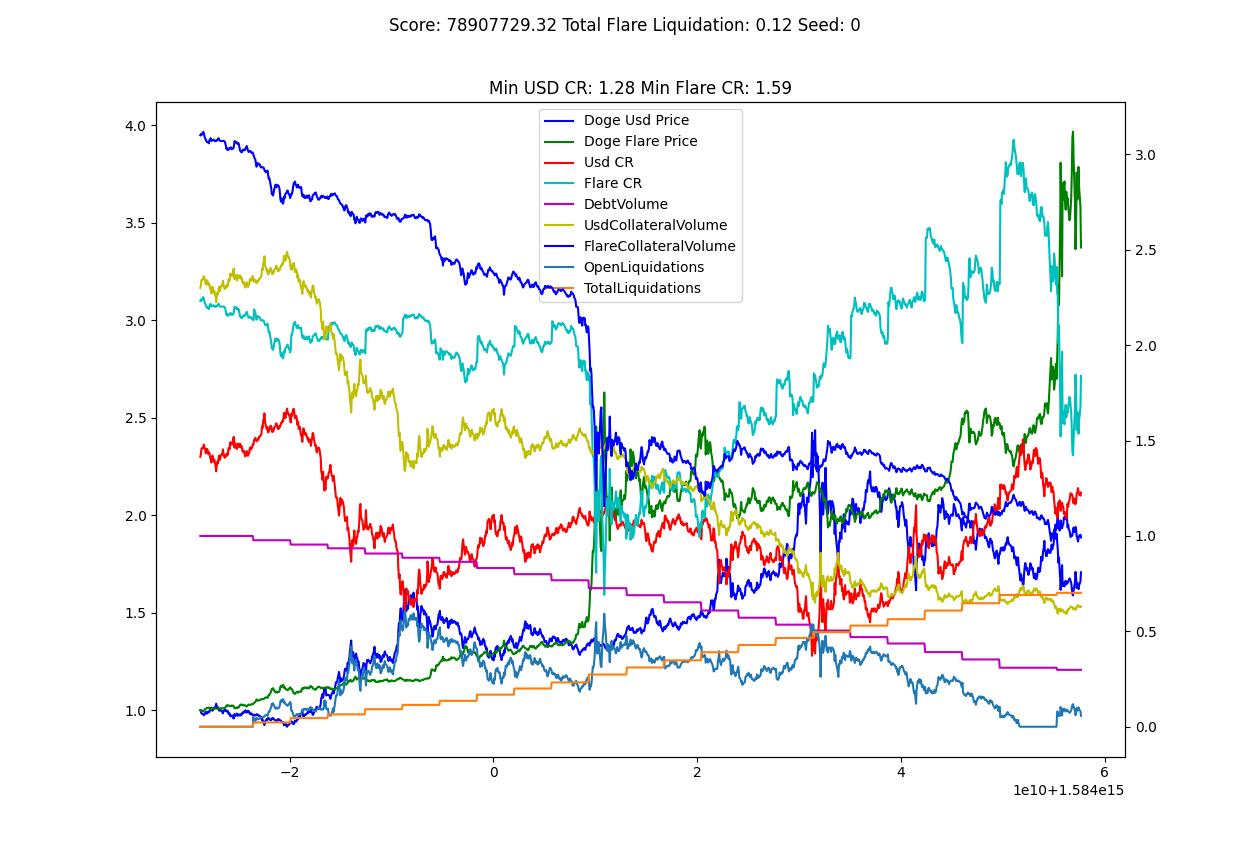 Score: 78907729.32 Total Flare Liquidation: 0.12 Seed: 0
Min USD CR: 1.28 Min Flare CR: 1.59
Doge Usd Price
Doge Flare Price
Usd CR
Flare CR
DebtVolume
UsdCollateralVolume
FlareCollateralVolume
OpenLiquidations
TotalLiquidations
4.0
3.5
3.0
2.5
2.0
1.5
1.0
3.0
2.5
2.0
1.5
1.0
0.5
0.0
−2 0 2 4 6
1e10+1.584e15